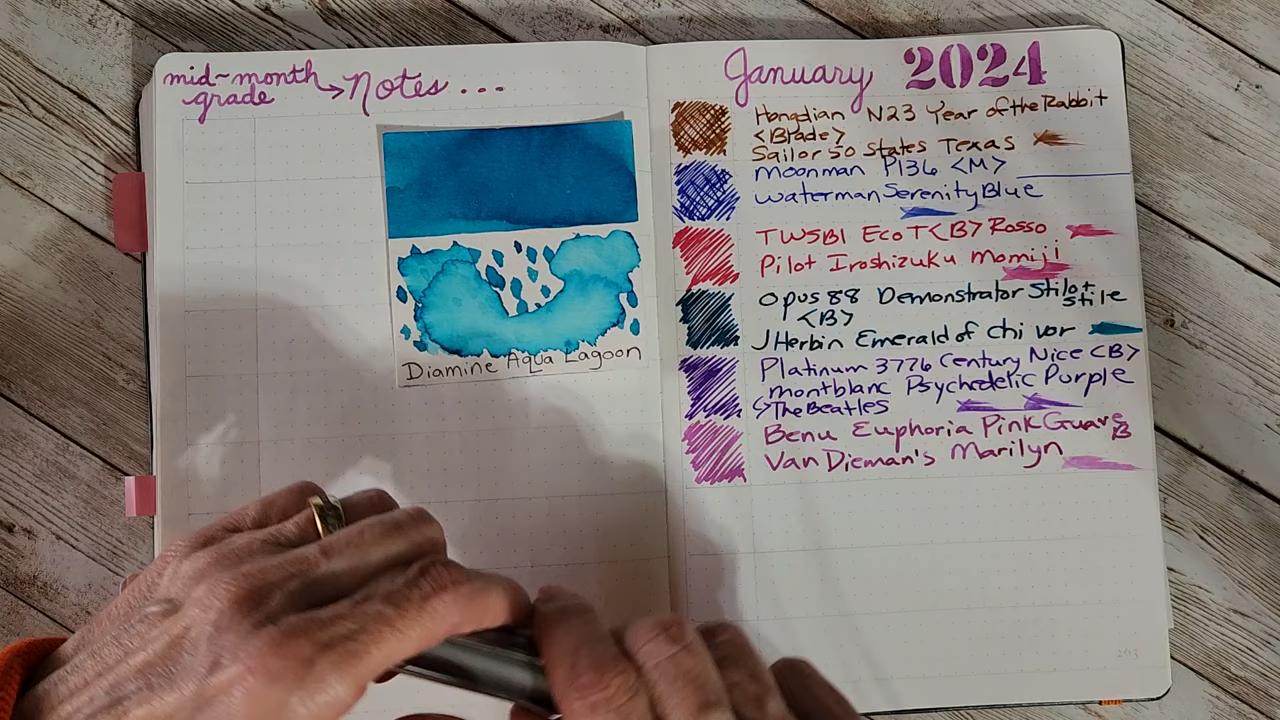 mid~month
grade → Notes ...
Diamine Aqua Lagoon
January 2024
Hongdian N23 Year of the Rabbit
<Blade>
Sailor 50 States Texas
Moonman P136 <M>
Waterman Serenity Blue
TWSBI Eco T <B> Rosso
Pilot Iroshizuku Momiji
Opus 88 Demonstrator Stilo + stile
<B>
J Herbin Emerald of Chivor
Platinum 3776 Century Nice <B>
Montblanc Psychedelic Purple
↳ The Beatles
Benu Euphoria Pink Guava B
Van Dieman's Marilyn
203